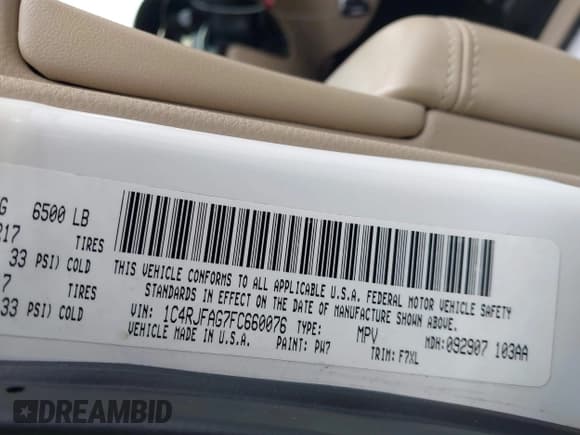 G 6500 LB
R17 TIRES
33 PSI) COLD
7 TIRES
33 PSI) COLD
THIS VEHICLE CONFORMS TO ALL APPLICABLE U.S.A. FEDERAL MOTOR VEHICLE SAFETY
STANDARDS IN EFFECT ON THE DATE OF MANUFACTURE SHOWN ABOVE.
VIN: 1C4RJFAG7FC660076 TYPE: MPV MDH:092907 103AA
VEHICLE MADE IN U.S.A. PAINT: PW7 TRIM: F7XL
DREAMBID